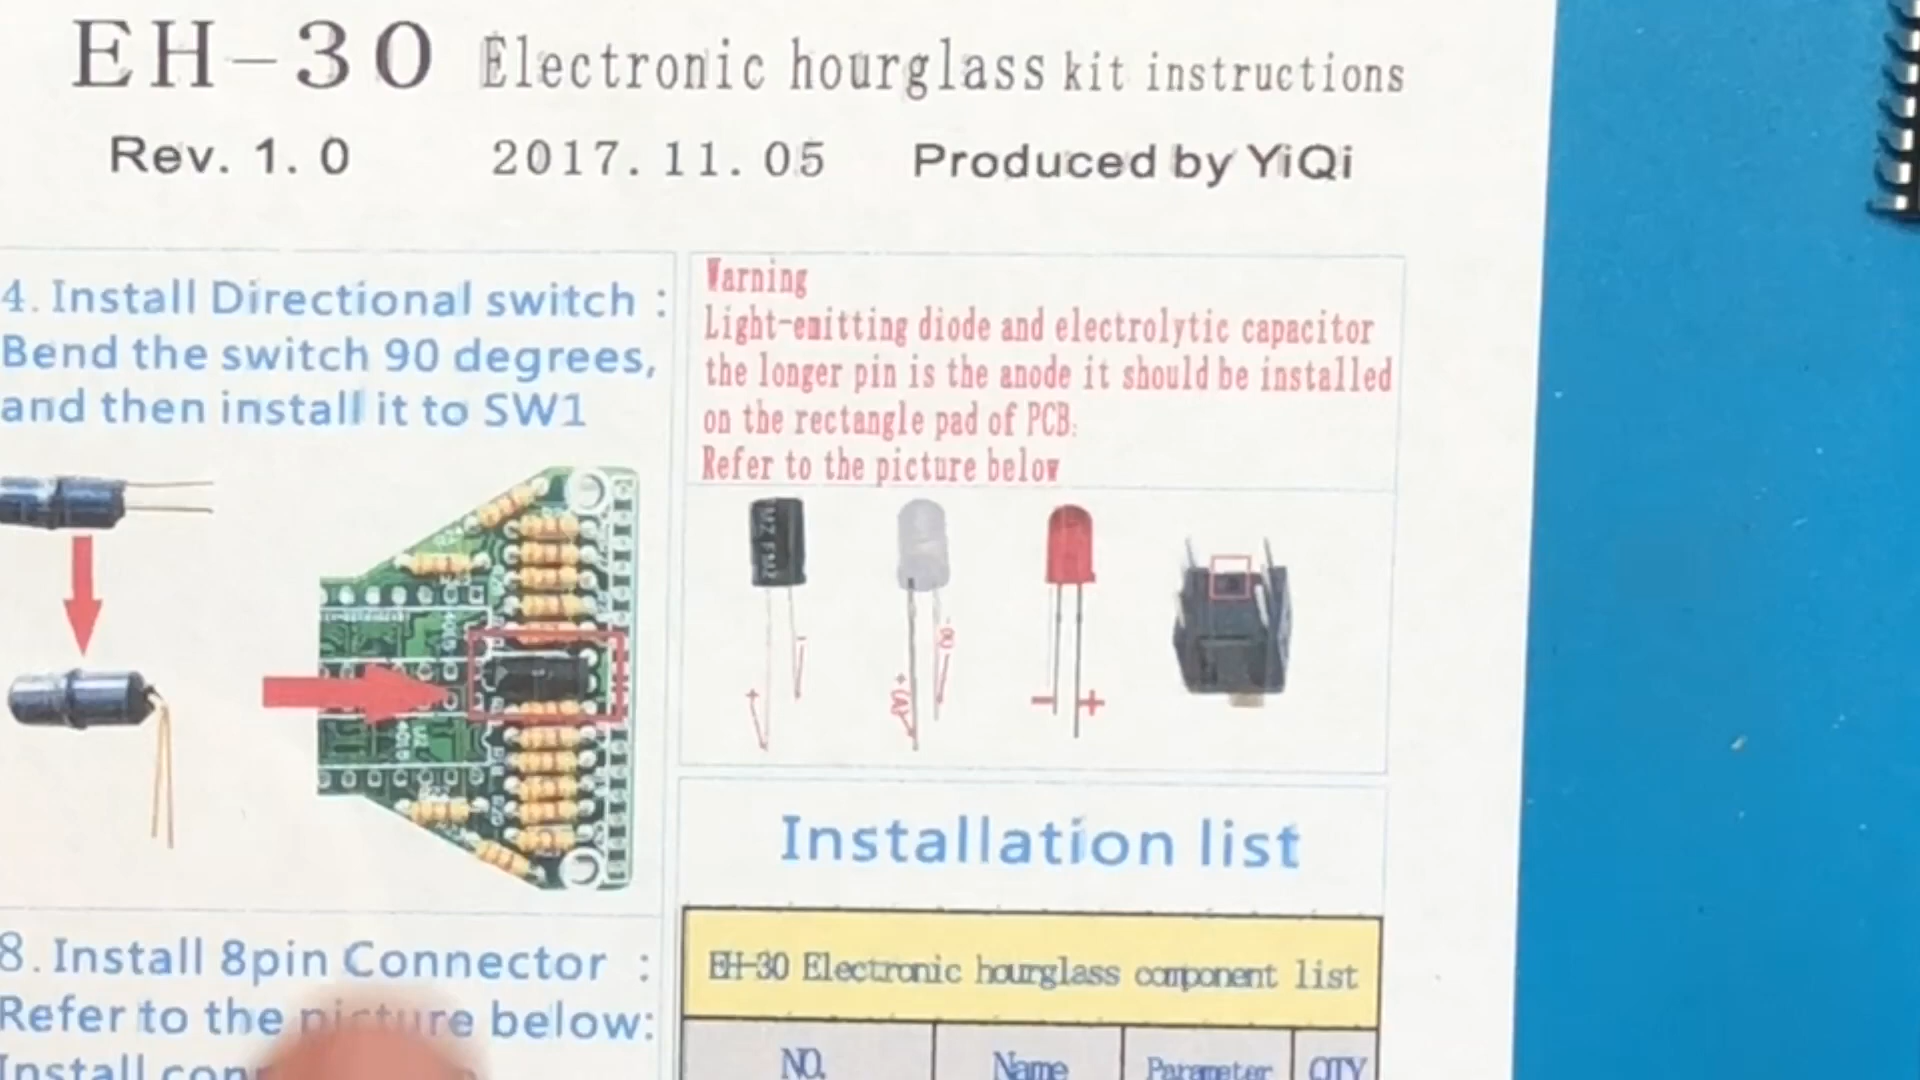 EH-30 Electronic hourglass kit instructions
Rev. 1. 0 2017. 11. 05 Produced by YiQi
4. Install Directional switch :
Bend the switch 90 degrees,
and then install it to SW1
Warning
Light-emitting diode and electrolytic capacitor
the longer pin is the anode it should be installed
on the rectangle pad of PCB;
Refer to the picture below
+
-
+(A)
-
+
Installation list
8. Install 8pin Connector :
Refer to the picture below:
EH-30 Electronic hourglass component list
NO. Name Parameter QTY